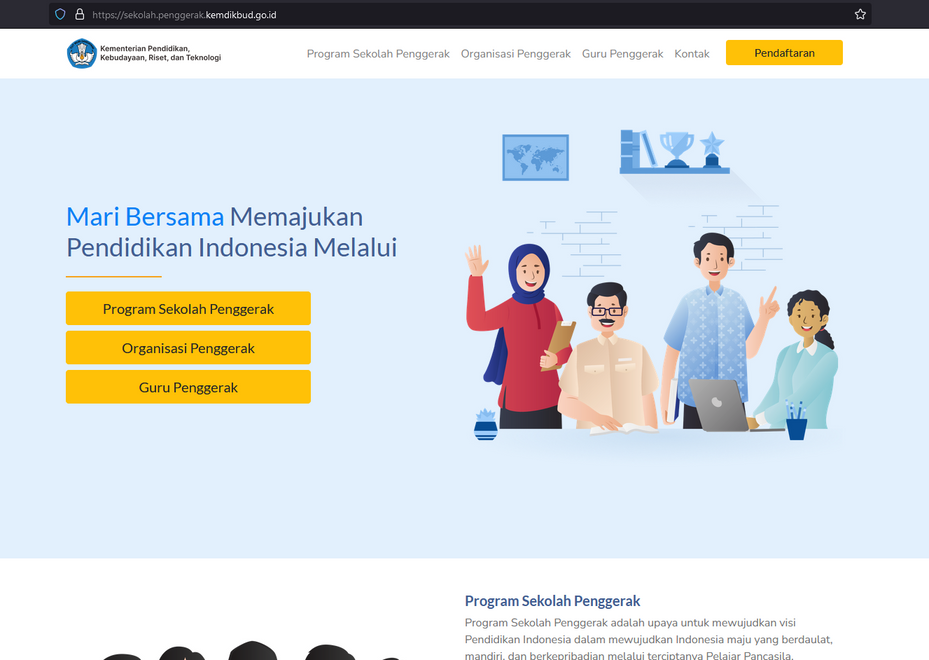 https://sekolah.penggerak.kemdikbud.go.id
Kementerian Pendidikan,
Kebudayaan, Riset, dan Teknologi
Program Sekolah Penggerak
Organisasi Penggerak
Guru Penggerak
Kontak
Pendaftaran
Mari Bersama Memajukan
Pendidikan Indonesia Melalui
Program Sekolah Penggerak
Organisasi Penggerak
Guru Penggerak
Program Sekolah Penggerak
Program Sekolah Penggerak adalah upaya untuk mewujudkan visi
Pendidikan Indonesia dalam mewujudkan Indonesia maju yang berdaulat,
mandiri, dan berkepribadian melalui terciptanya Pelajar Pancasila.